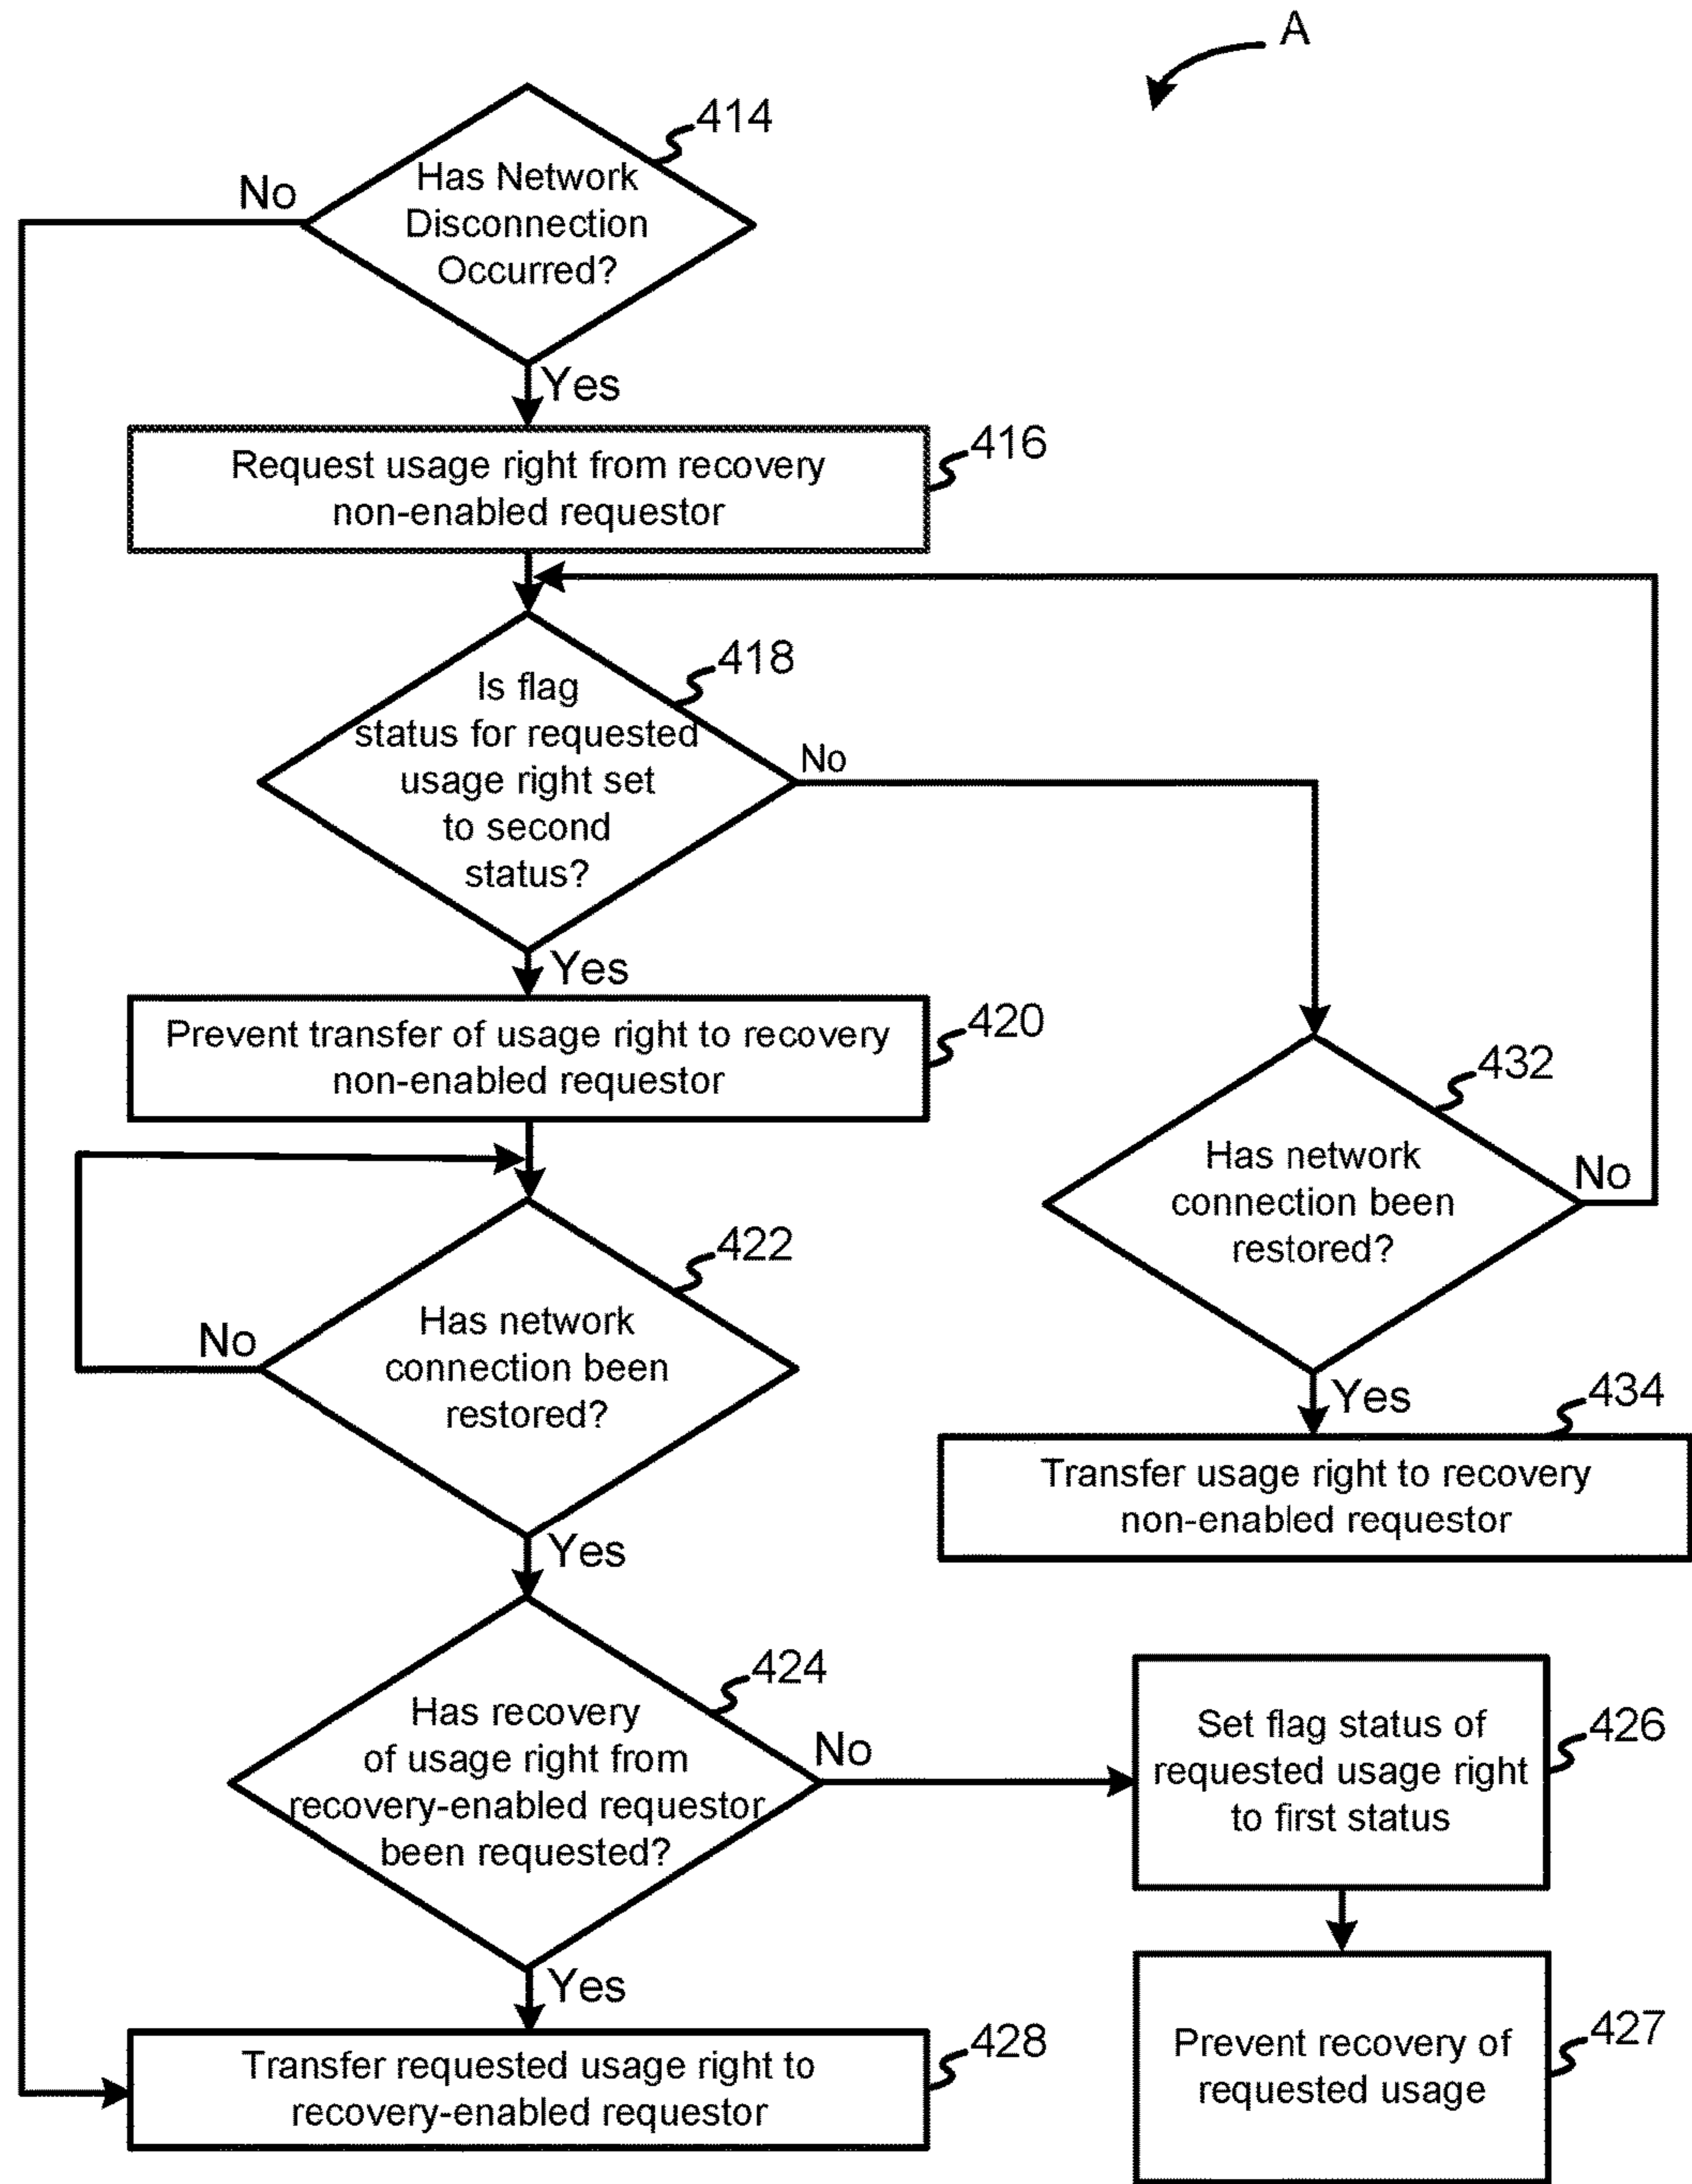 A
414
Has Network
Disconnection
Occurred?
No
Yes
416
Request usage right from recovery
non-enabled requestor
418
Is flag
status for requested
usage right set
to second
status?
No
Yes
420
Prevent transfer of usage right to recovery
non-enabled requestor
432
Has network
connection been
restored?
No
Yes
422
Has network
connection been
restored?
No
Yes
434
Transfer usage right to recovery
non-enabled requestor
424
Has recovery
of usage right from
recovery-enabled requestor
been requested?
No
Yes
426
Set flag status of
requested usage right
to first status
427
Prevent recovery of
requested usage
428
Transfer requested usage right to
recovery-enabled requestor